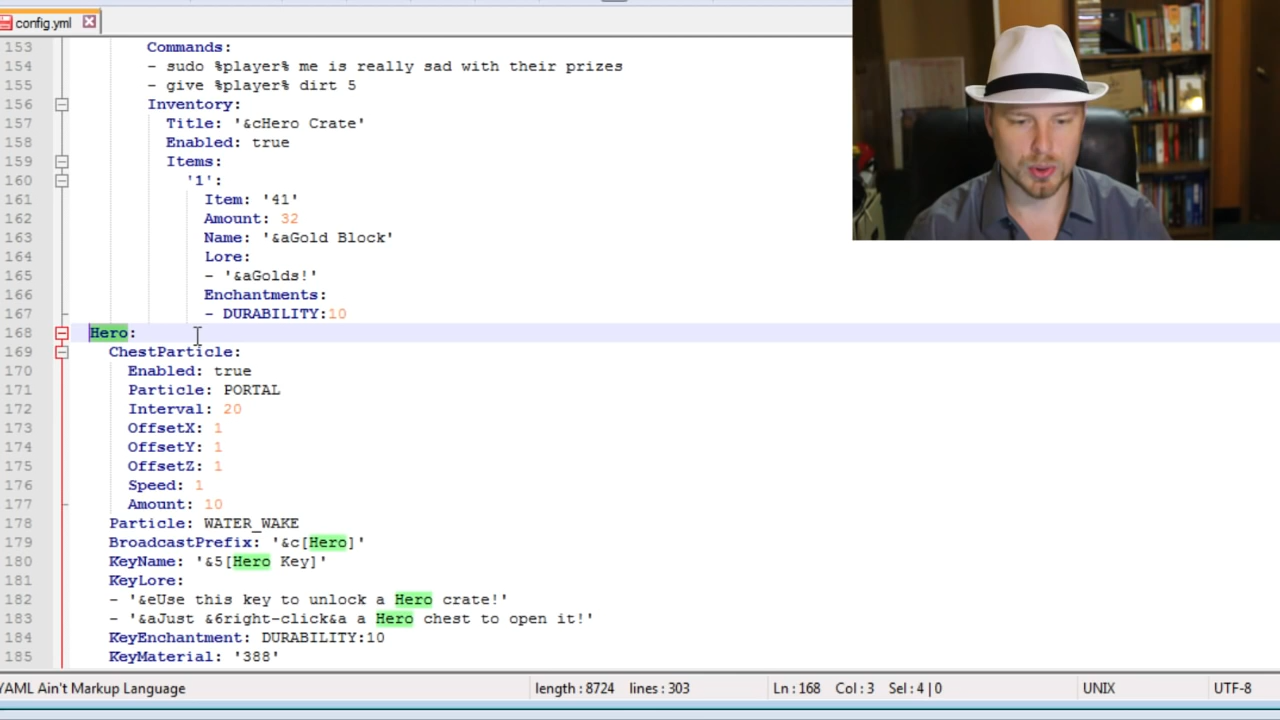 config.yml
153 Commands:
154 - sudo %player% me is really sad with their prizes
155 - give %player% dirt 5
156 Inventory:
157 Title: '&cHero Crate'
158 Enabled: true
159 Items:
160 '1':
161 Item: '41'
162 Amount: 32
163 Name: '&aGold Block'
164 Lore:
165 - '&aGolds!'
166 Enchantments:
167 - DURABILITY:10
168 Hero:
169 ChestParticle:
170 Enabled: true
171 Particle: PORTAL
172 Interval: 20
173 OffsetX: 1
174 OffsetY: 1
175 OffsetZ: 1
176 Speed: 1
177 Amount: 10
178 Particle: WATER_WAKE
179 BroadcastPrefix: '&c[Hero]'
180 KeyName: '&5[Hero Key]'
181 KeyLore:
182 - '&eUse this key to unlock a Hero crate!'
183 - '&aJust &6right-click&a a Hero chest to open it!'
184 KeyEnchantment: DURABILITY:10
185 KeyMaterial: '388'
YAML Ain't Markup Language length : 8724 lines : 303 Ln : 168 Col : 3 Sel : 4 | 0 UNIX UTF-8